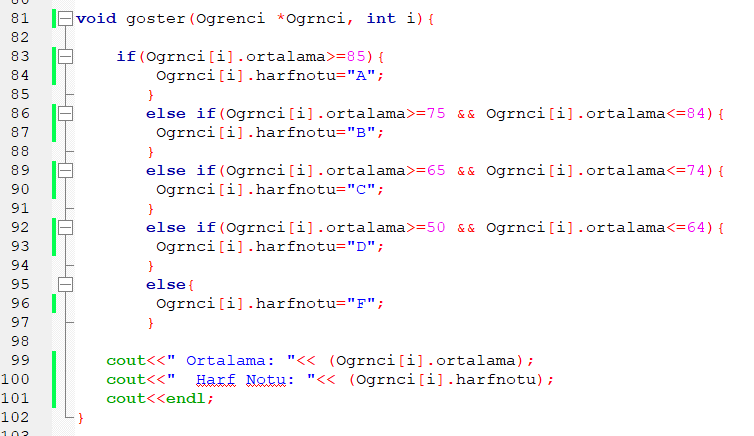 81 void goster(Ogrenci *Ogrnci, int i){
82
83 if(Ogrnci[i].ortalama>=85){
84 Ogrnci[i].harfnotu="A";
85 }
86 else if(Ogrnci[i].ortalama>=75 && Ogrnci[i].ortalama<=84){
87 Ogrnci[i].harfnotu="B";
88 }
89 else if(Ogrnci[i].ortalama>=65 && Ogrnci[i].ortalama<=74){
90 Ogrnci[i].harfnotu="C";
91 }
92 else if(Ogrnci[i].ortalama>=50 && Ogrnci[i].ortalama<=64){
93 Ogrnci[i].harfnotu="D";
94 }
95 else{
96 Ogrnci[i].harfnotu="F";
97 }
98
99 cout<<" Ortalama: "<< (Ogrnci[i].ortalama);
100 cout<<"  Harf Notu: "<< (Ogrnci[i].harfnotu);
101 cout<<endl;
102 }